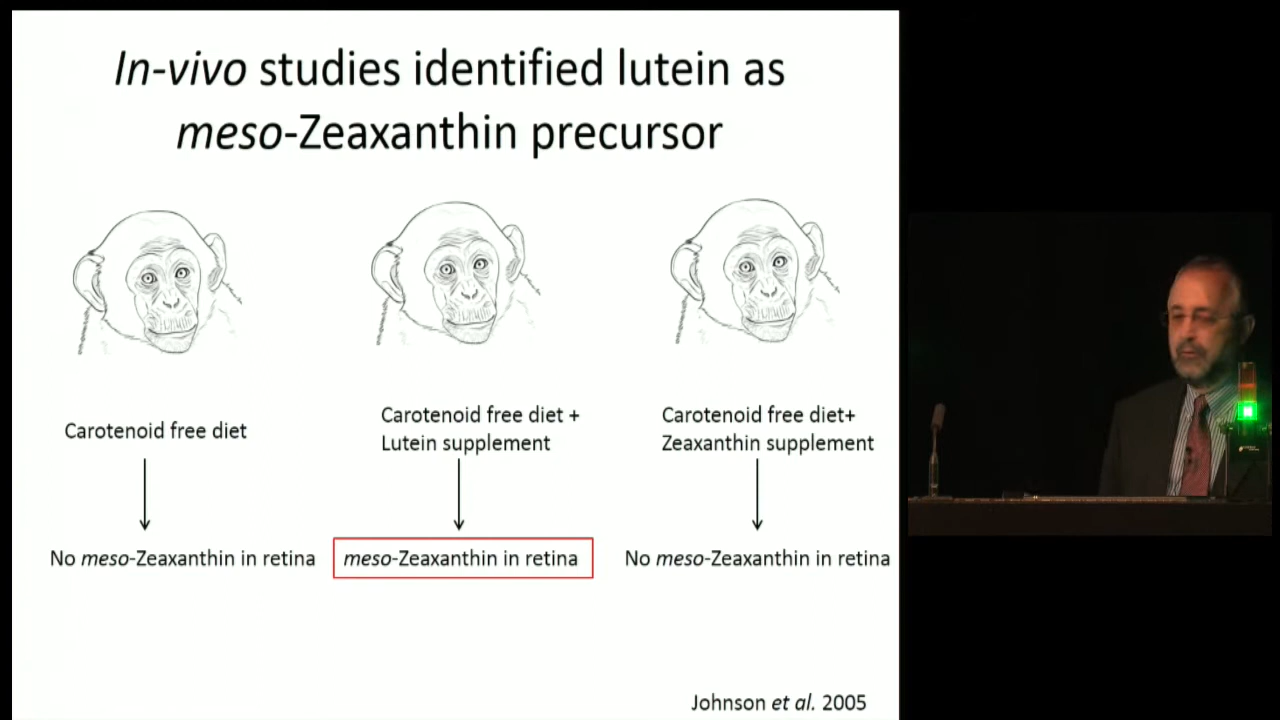 In-vivo studies identified lutein as
meso-Zeaxanthin precursor
Carotenoid free diet
Carotenoid free diet +
Lutein supplement
Carotenoid free diet+
Zeaxanthin supplement
No meso-Zeaxanthin in retina
meso-Zeaxanthin in retina
No meso-Zeaxanthin in retina
Johnson et al. 2005